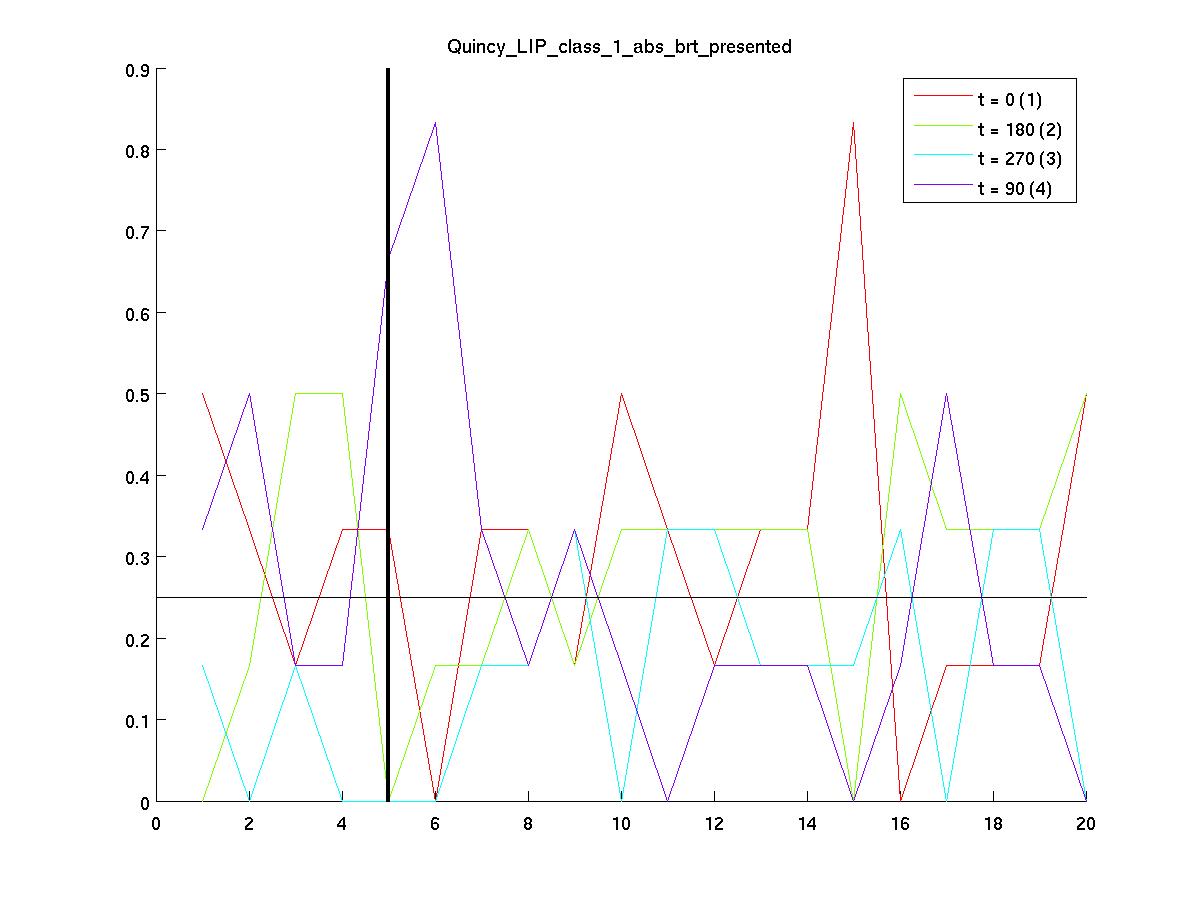 Quincy_LIP_class_1_abs_brt_presented
t = 0 (1)
t = 180 (2)
t = 270 (3)
t = 90 (4)
0.9
0.8
0.7
0.6
0.5
0.4
0.3
0.2
0.1
0
0 2 4 6 8 10 12 14 16 18 20